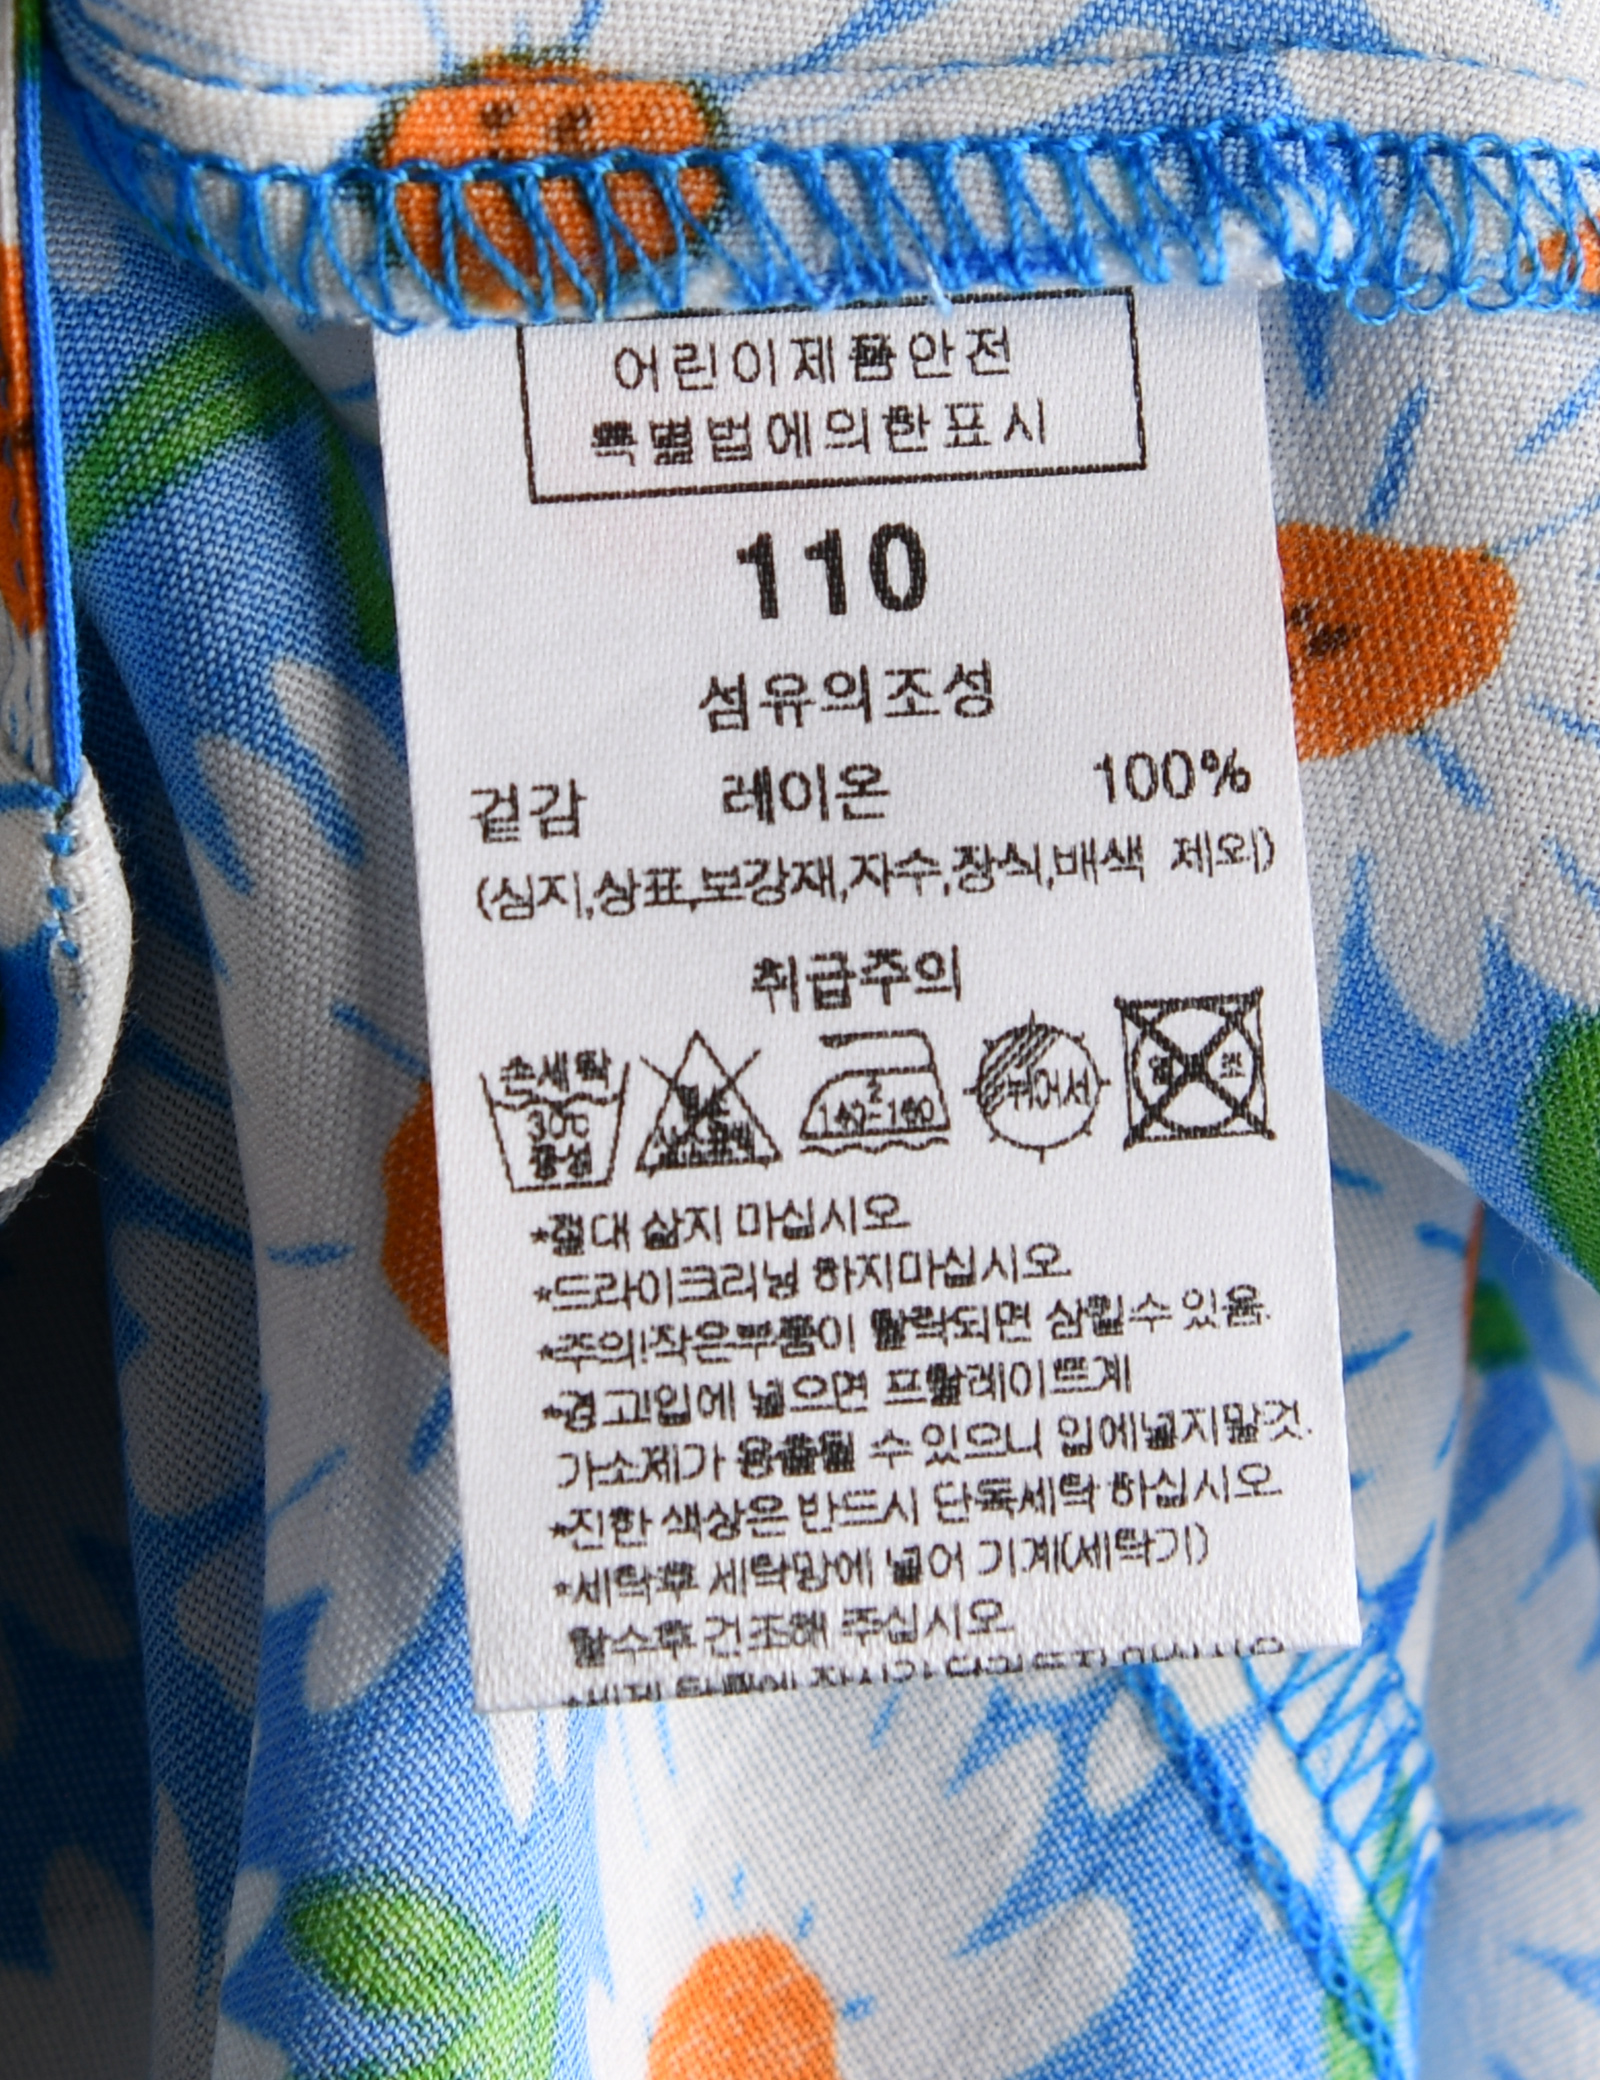 어린이제품안전
특별법에의한표시
110
섬유의조성
겉감 레이온 100%
(심지,상표,보강재,자수,장식,배색 제외)
취급주의
손세탁
30℃
중성
염소
산소표백
2
140-160
뉘어서
*절대 삶지 마십시오
*드라이크리닝 하지마십시오.
*주의!작은부품이 탈락되면 삼킬수 있음.
*경고!입에 넣으면 프탈레이트계
가소제가 용출될 수있으니 입에넣지말것.
*진한 색상은 반드시 단독세탁 하십시오.
*세탁후 세탁망에 넣어 기계(세탁기)
탈수후 건조해 주십시오.